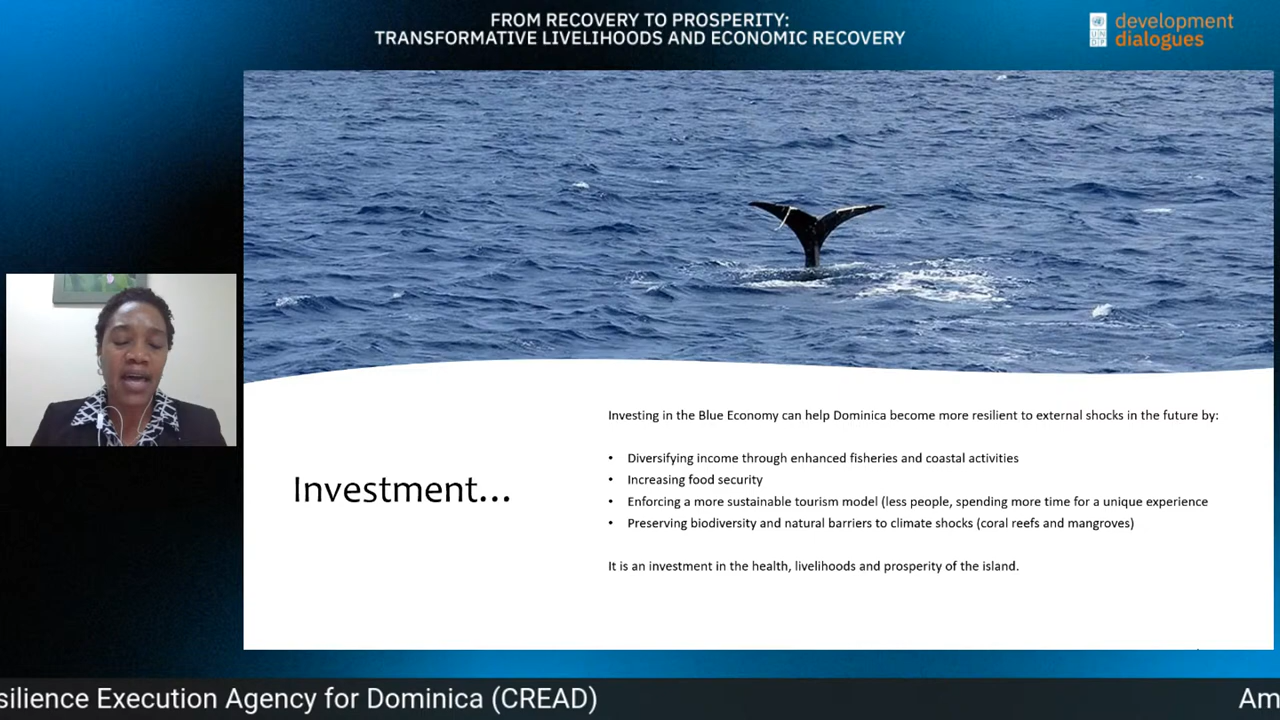 FROM RECOVERY TO PROSPERITY:
TRANSFORMATIVE LIVELIHOODS AND ECONOMIC RECOVERY
UN
DP
development
dialogues
Investing in the Blue Economy can help Dominica become more resilient to external shocks in the future by:
• Diversifying income through enhanced fisheries and coastal activities
• Increasing food security
• Enforcing a more sustainable tourism model (less people, spending more time for a unique experience
• Preserving biodiversity and natural barriers to climate shocks (coral reefs and mangroves)
Investment...
It is an investment in the health, livelihoods and prosperity of the island.
silience Execution Agency for Dominica (CREAD)
Am